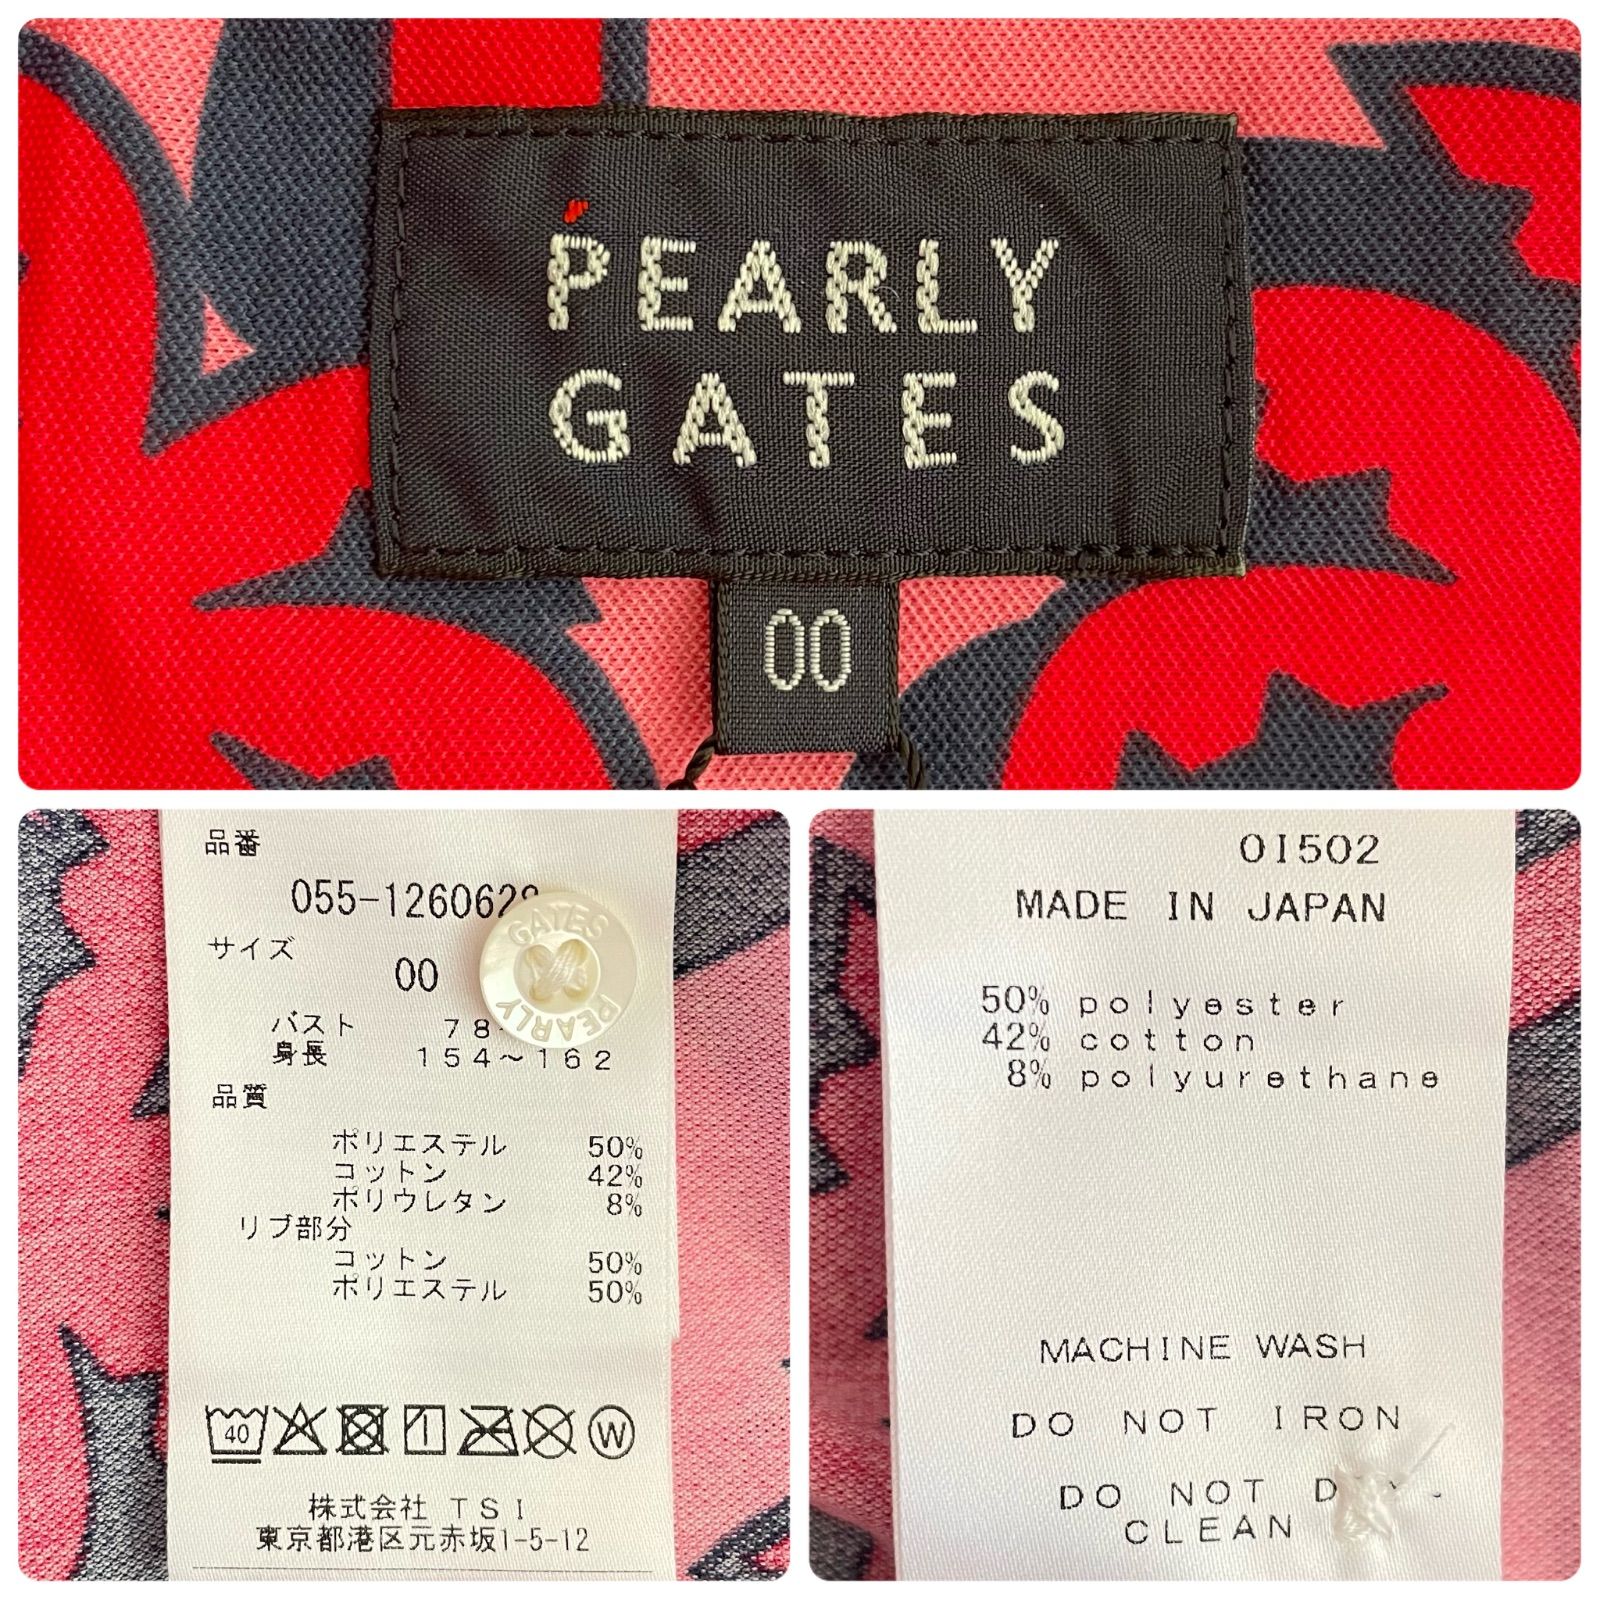 PEARLY
GATES
00
品番
サイズ
00
バスト
身長 154～162
品質
ポリエステル 50%
コットン 42%
ポリウレタン 8%
リブ部分
コットン 50%
ポリエステル 50%
40 W
株式会社 TSI
東京都港区元赤坂1-5-12
GATES
PEARLY
01502
MADE IN JAPAN
50% polyester
42% cotton
8% polyurethane
MACHINE WASH
DO NOT IRON
DO NOT
CLEAN